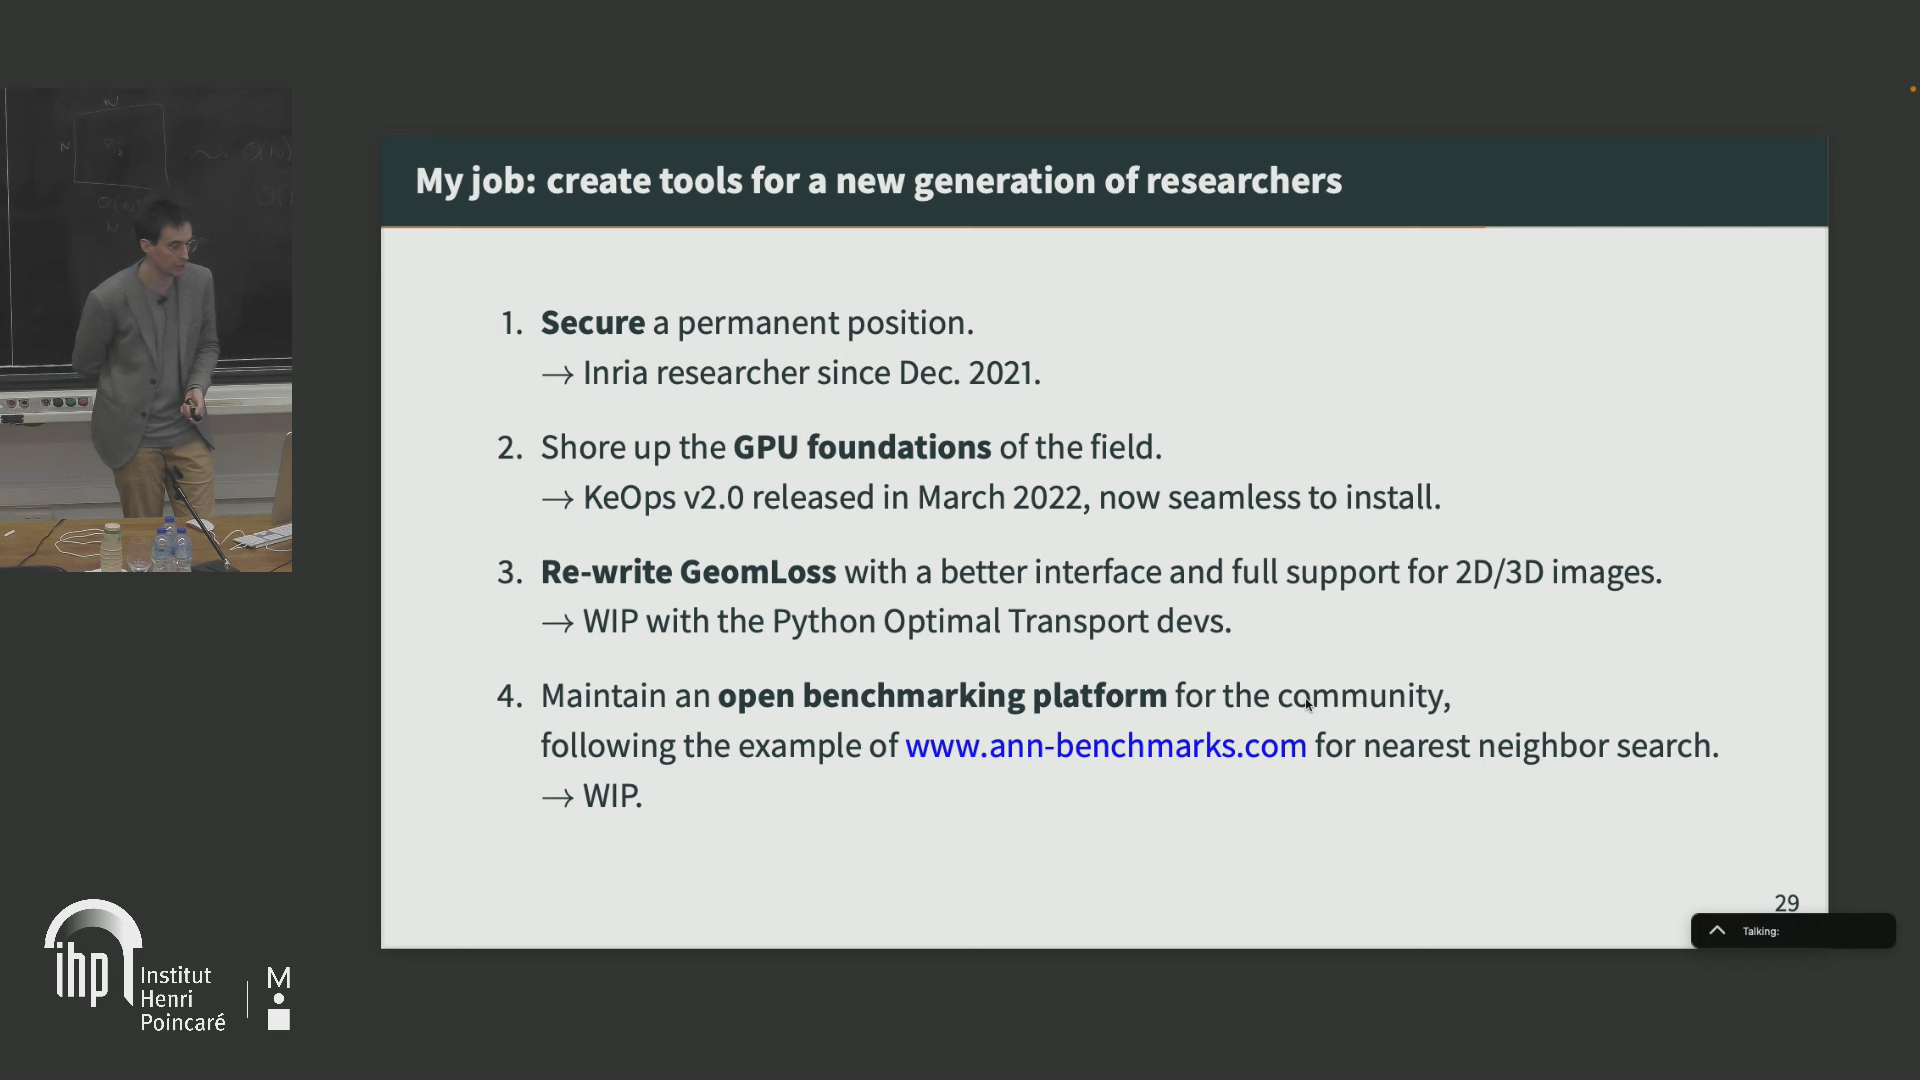 My job: create tools for a new generation of researchers
1. Secure a permanent position.
→ Inria researcher since Dec. 2021.
2. Shore up the GPU foundations of the field.
→ KeOps v2.0 released in March 2022, now seamless to install.
3. Re-write GeomLoss with a better interface and full support for 2D/3D images.
→ WIP with the Python Optimal Transport devs.
4. Maintain an open benchmarking platform for the community,
following the example of www.ann-benchmarks.com for nearest neighbor search.
→ WIP.
29
Talking:
ihp
Institut
Henri
Poincaré
M
N
N
O(N)